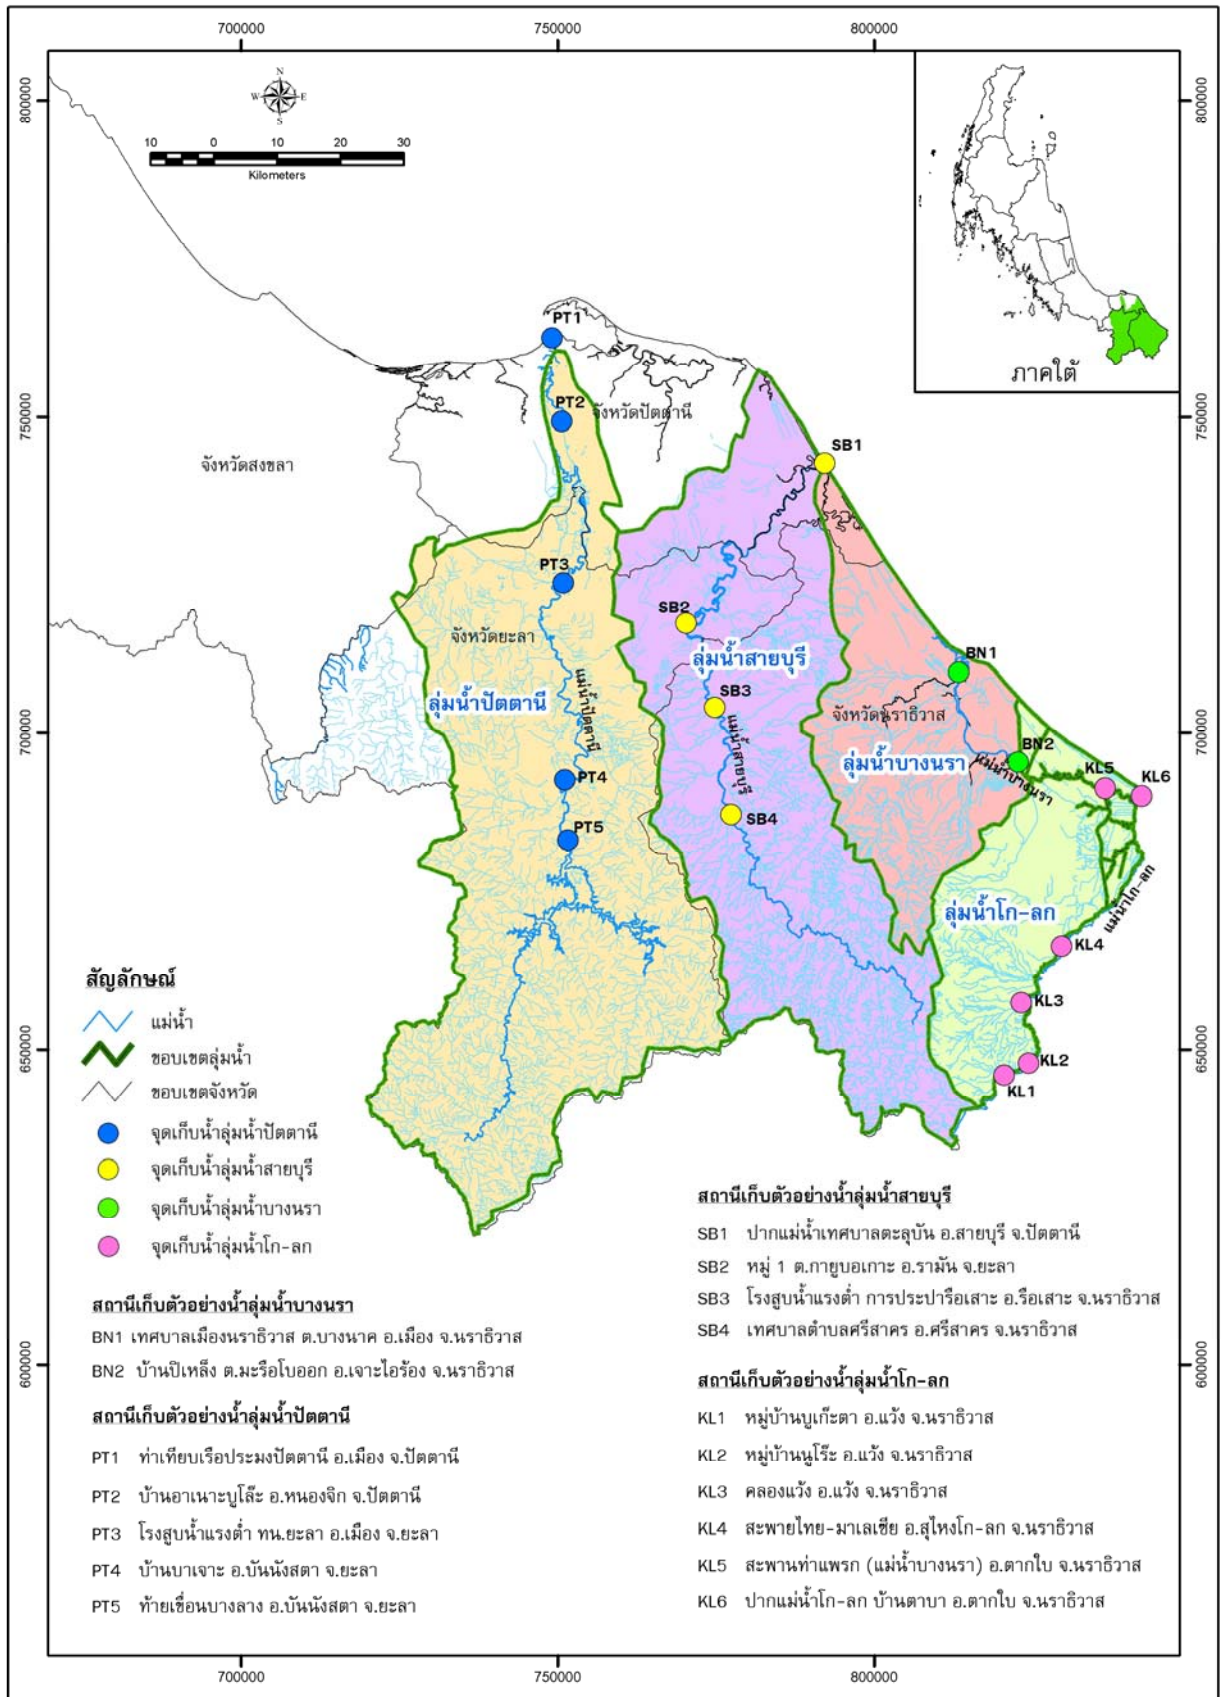 700000 750000 800000
800000 800000
N
W E
S
10 0 10 20 30
Kilometers
ภาคใต้
PT1
PT2
จังหวัดปัตตานี
750000 750000
SB1
จังหวัดสงขลา
PT3
SB2
จังหวัดยะลา
ลุ่มน้ำสายบุรี
BN1
ลุ่มน้ำปัตตานี
แม่น้ำปัตตานี
SB3
แม่น้ำสายบุรี
จังหวัดนราธิวาส
700000 700000
BN2
ลุ่มน้ำบางนรา
แม่น้ำบางนรา
KL5
KL6
PT4
SB4
PT5
แม่น้ำโก-ลก
ลุ่มน้ำโก-ลก
KL4
KL3
650000 650000
KL2
KL1
สัญลักษณ์
แม่น้ำ
ขอบเขตลุ่มน้ำ
ขอบเขตจังหวัด
จุดเก็บน้ำลุ่มน้ำปัตตานี
จุดเก็บน้ำลุ่มน้ำสายบุรี
จุดเก็บน้ำลุ่มน้ำบางนรา
จุดเก็บน้ำลุ่มน้ำโก-ลก
สถานีเก็บตัวอย่างน้ำลุ่มน้ำบางนรา
BN1 เทศบาลเมืองนราธิวาส ต.บางนาค อ.เมือง จ.นราธิวาส
BN2 บ้านปิเหล็ง ต.มะรือโบออก อ.เจาะไอร้อง จ.นราธิวาส
สถานีเก็บตัวอย่างน้ำลุ่มน้ำปัตตานี
PT1 ท่าเทียบเรือประมงปัตตานี อ.เมือง จ.ปัตตานี
PT2 บ้านอาเนาะบูโล๊ะ อ.หนองจิก จ.ปัตตานี
PT3 โรงสูบน้ำแรงต่ำ ทน.ยะลา อ.เมือง จ.ยะลา
PT4 บ้านบาเจาะ อ.บันนังสตา จ.ยะลา
PT5 ท้ายเขื่อนบางลาง อ.บันนังสตา จ.ยะลา
สถานีเก็บตัวอย่างน้ำลุ่มน้ำสายบุรี
SB1 ปากแม่น้ำเทศบาลตะลุบัน อ.สายบุรี จ.ปัตตานี
SB2 หมู่ 1 ต.กายูบอเกาะ อ.รามัน จ.ยะลา
SB3 โรงสูบน้ำแรงต่ำ การประปารือเสาะ อ.รือเสาะ จ.นราธิวาส
SB4 เทศบาลตำบลศรีสาคร อ.ศรีสาคร จ.นราธิวาส
600000 600000
สถานีเก็บตัวอย่างน้ำลุ่มน้ำโก-ลก
KL1 หมู่บ้านบูเก๊ะตา อ.แว้ง จ.นราธิวาส
KL2 หมู่บ้านนูโร๊ะ อ.แว้ง จ.นราธิวาส
KL3 คลองแว้ง อ.แว้ง จ.นราธิวาส
KL4 สะพายไทย-มาเลเซีย อ.สุไหงโก-ลก จ.นราธิวาส
KL5 สะพานท่าแพรก (แม่น้ำบางนรา) อ.ตากใบ จ.นราธิวาส
KL6 ปากแม่น้ำโก-ลก บ้านตาบา อ.ตากใบ จ.นราธิวาส
700000 750000 800000